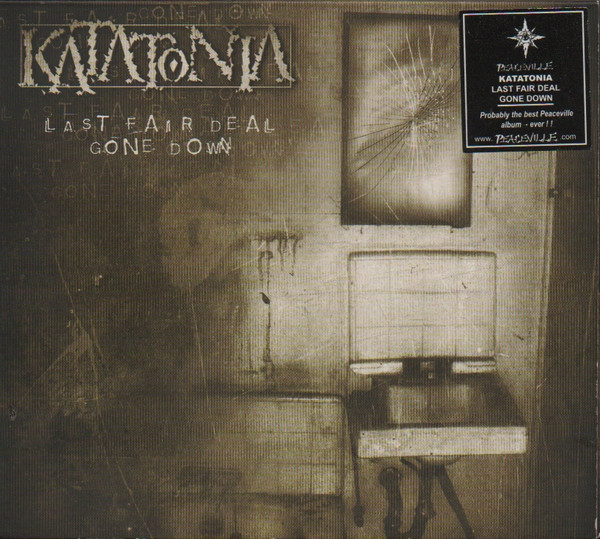 KATATONIA
LAST FAIR DEAL
GONE DOWN
PEACEVILLE
KATATONIA
LAST FAIR DEAL
GONE DOWN
Probably the best Peaceville
album - ever ! !
www. PEACEVILLE .com